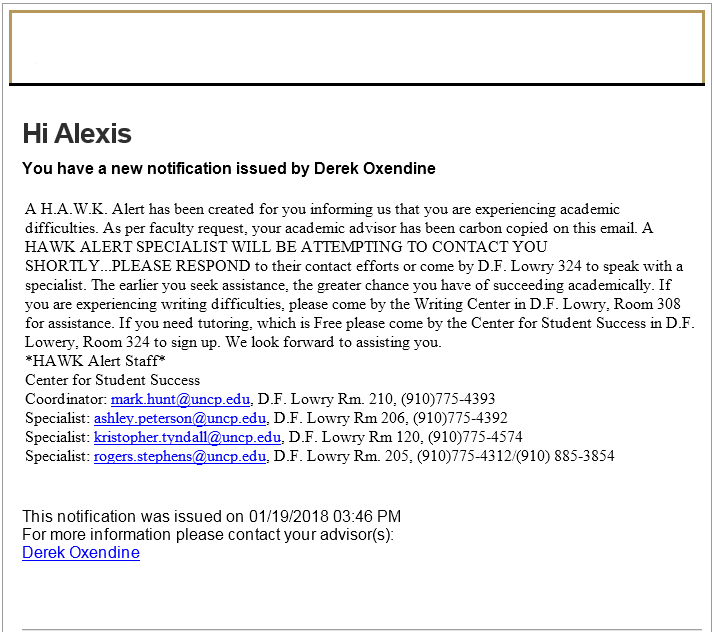 Hi Alexis
You have a new notification issued by Derek Oxendine
A H.A.W.K. Alert has been created for you informing us that you are experiencing academic
difficulties. As per faculty request, your academic advisor has been carbon copied on this email. A
HAWK ALERT SPECIALIST WILL BE ATTEMPTING TO CONTACT YOU
SHORTLY...PLEASE RESPOND to their contact efforts or come by D.F. Lowry 324 to speak with a
specialist. The earlier you seek assistance, the greater chance you have of succeeding academically. If
you are experiencing writing difficulties, please come by the Writing Center in D.F. Lowry, Room 308
for assistance. If you need tutoring, which is Free please come by the Center for Student Success in D.F.
Lowery, Room 324 to sign up. We look forward to assisting you.
*HAWK Alert Staff*
Center for Student Success
Coordinator: mark.hunt@uncp.edu, D.F. Lowry Rm. 210, (910)775-4393
Specialist: ashley.peterson@uncp.edu, D.F. Lowry Rm 206, (910)775-4392
Specialist: kristopher.tyndall@uncp.edu, D.F. Lowry Rm 120, (910)775-4574
Specialist: rogers.stephens@uncp.edu, D.F. Lowry Rm. 205, (910)775-4312/(910) 885-3854
This notification was issued on 01/19/2018 03:46 PM
For more information please contact your advisor(s):
Derek Oxendine